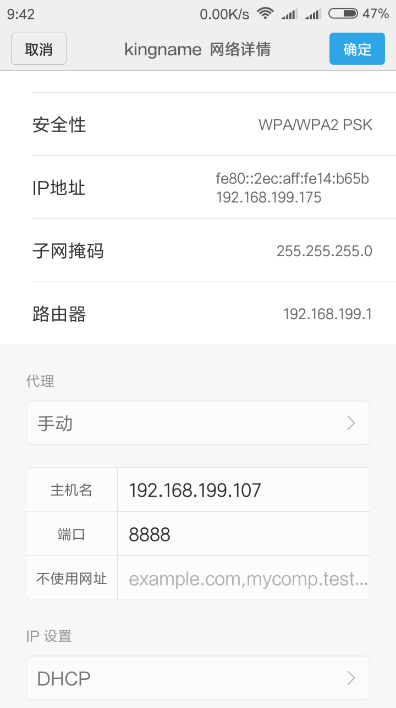 9:42 0.00K/s 47%
取消 kingname 网络详情 确定
安全性 WPA/WPA2 PSK
IP地址 fe80::2ec:aff:fe14:b65b
192.168.199.175
子网掩码 255.255.255.0
路由器 192.168.199.1
代理
手动
主机名 192.168.199.107
端口 8888
不使用网址 example.com,mycomp.test...
IP 设置
DHCP